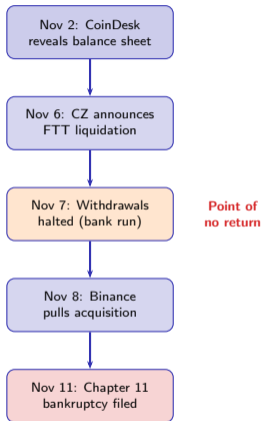 Nov 2: CoinDesk
reveals balance sheet
Nov 6: CZ announces
FTT liquidation
Nov 7: Withdrawals
halted (bank run)
Point of
no return
Nov 8: Binance
pulls acquisition
Nov 11: Chapter 11
bankruptcy filed